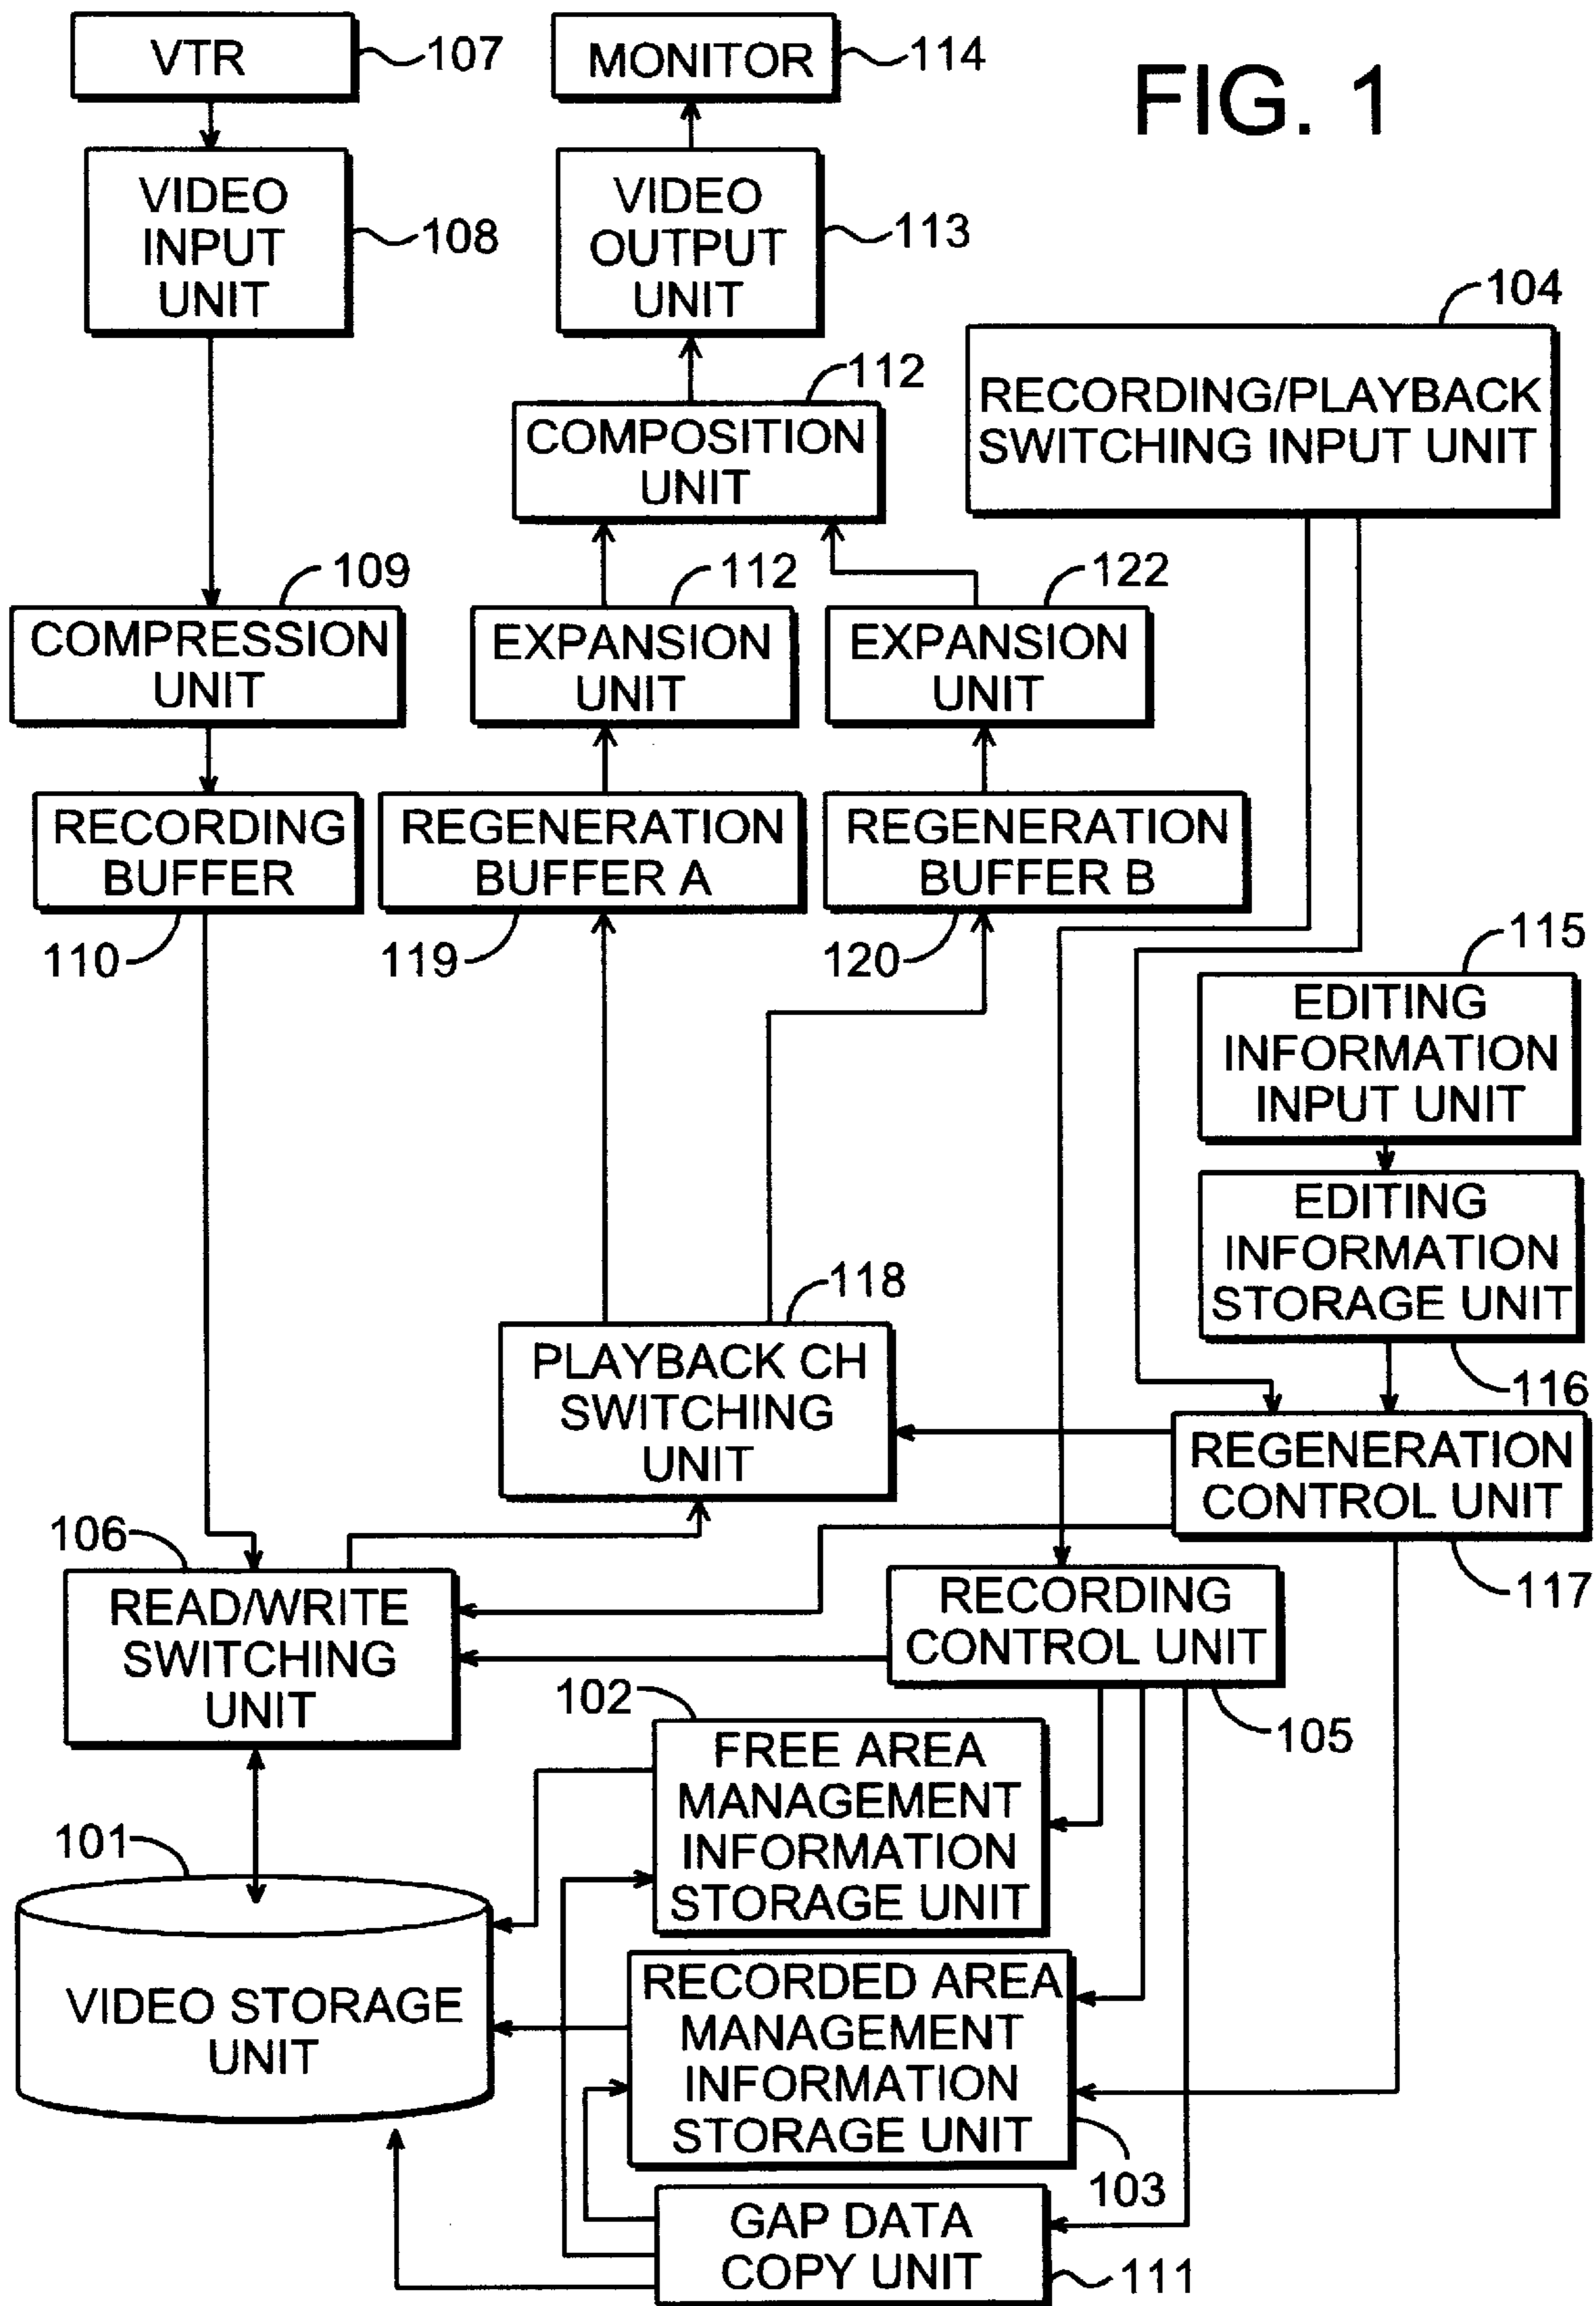 FIG. 1
VTR
107
MONITOR
114
VIDEO
INPUT
UNIT
108
VIDEO
OUTPUT
UNIT
113
104
RECORDING/PLAYBACK
SWITCHING INPUT UNIT
112
COMPOSITION
UNIT
109
COMPRESSION
UNIT
112
EXPANSION
UNIT
122
EXPANSION
UNIT
RECORDING
BUFFER
110
REGENERATION
BUFFER A
119
REGENERATION
BUFFER B
120
115
EDITING
INFORMATION
INPUT UNIT
EDITING
INFORMATION
STORAGE UNIT
116
118
PLAYBACK CH
SWITCHING
UNIT
REGENERATION
CONTROL UNIT
117
106
READ/WRITE
SWITCHING
UNIT
RECORDING
CONTROL UNIT
105
102
FREE AREA
MANAGEMENT
INFORMATION
STORAGE UNIT
101
VIDEO STORAGE
UNIT
RECORDED AREA
MANAGEMENT
INFORMATION
STORAGE UNIT
103
GAP DATA
COPY UNIT
111